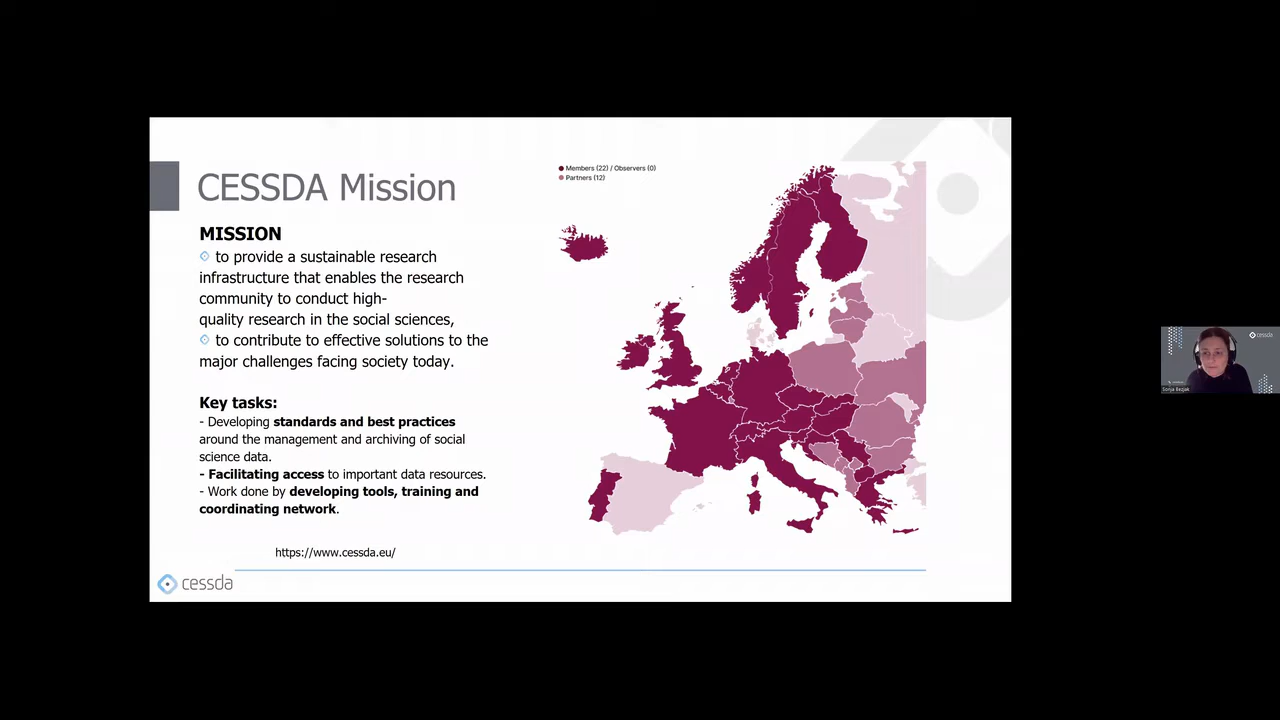 CESSDA Mission
MISSION
to provide a sustainable research
infrastructure that enables the research
community to conduct high-
quality research in the social sciences,
to contribute to effective solutions to the
major challenges facing society today.
Key tasks:
- Developing standards and best practices
around the management and archiving of social
science data.
- Facilitating access to important data resources.
- Work done by developing tools, training and
coordinating network.
https://www.cessda.eu/
cessda
Members (22) / Observers (0)
Partners (12)
cessda
Sonja Bezjak